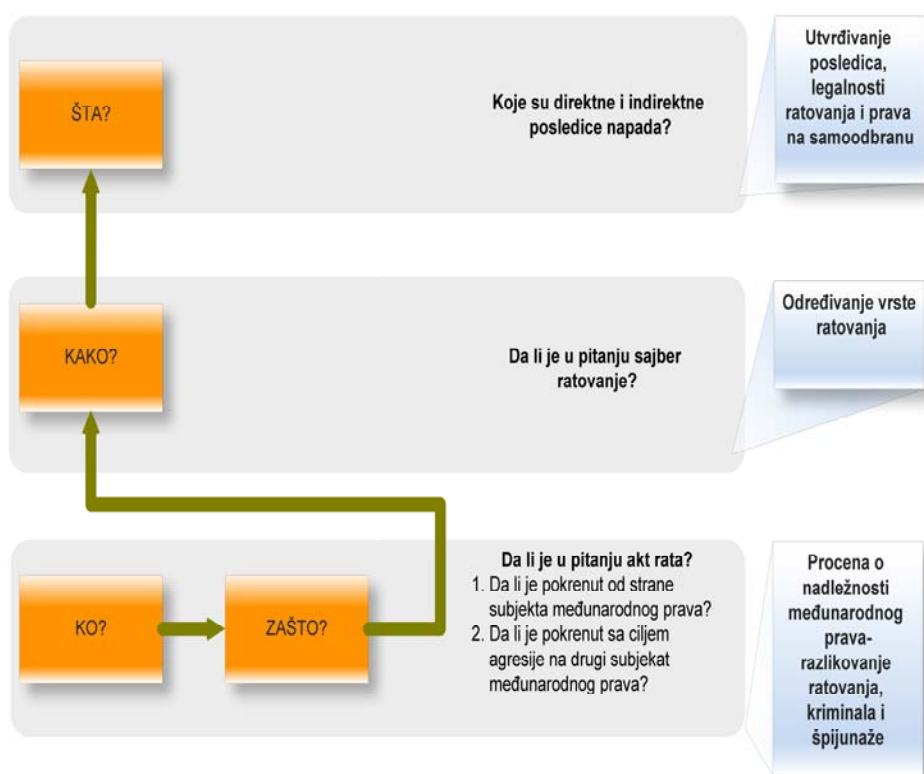 ŠTA?
Koje su direktne i indirektne
posledice napada?
Utvrđivanje
posledica,
legalnosti
ratovanja i prava
na samoodbranu
KAKO?
Da li je u pitanju sajber
ratovanje?
Određivanje vrste
ratovanja
KO?
ZAŠTO?
Da li je u pitanju akt rata?
1. Da li je pokrenut od strane
subjekta međunarodnog prava?
2. Da li je pokrenut sa ciljem
agresije na drugi subjekat
međunarodnog prava?
Procena o
nadležnosti
međunarodnog
prava-
razlikovanje
ratovanja,
kriminala i
špijunaže